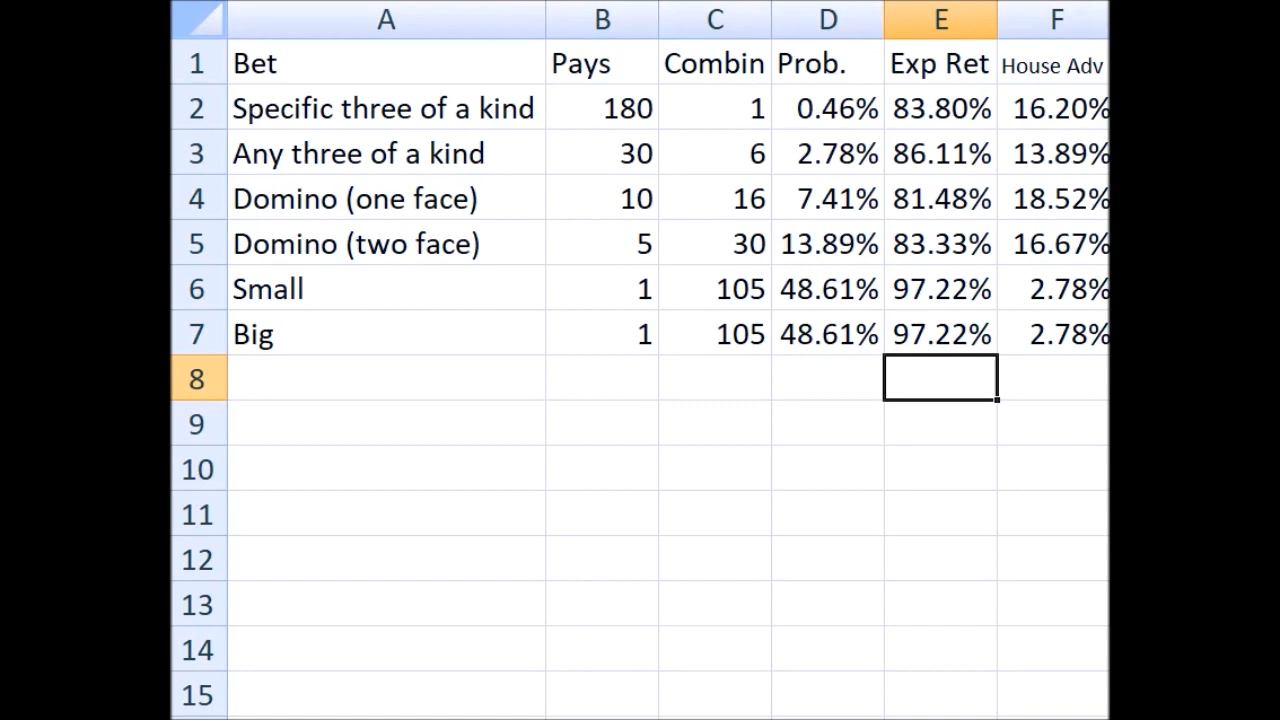 A B C D E F
1 Bet Pays Combin Prob. Exp Ret House Adv
2 Specific three of a kind 180 1 0.46% 83.80% 16.20%
3 Any three of a kind 30 6 2.78% 86.11% 13.89%
4 Domino (one face) 10 16 7.41% 81.48% 18.52%
5 Domino (two face) 5 30 13.89% 83.33% 16.67%
6 Small 1 105 48.61% 97.22% 2.78%
7 Big 1 105 48.61% 97.22% 2.78%
8
9
10
11
12
13
14
15